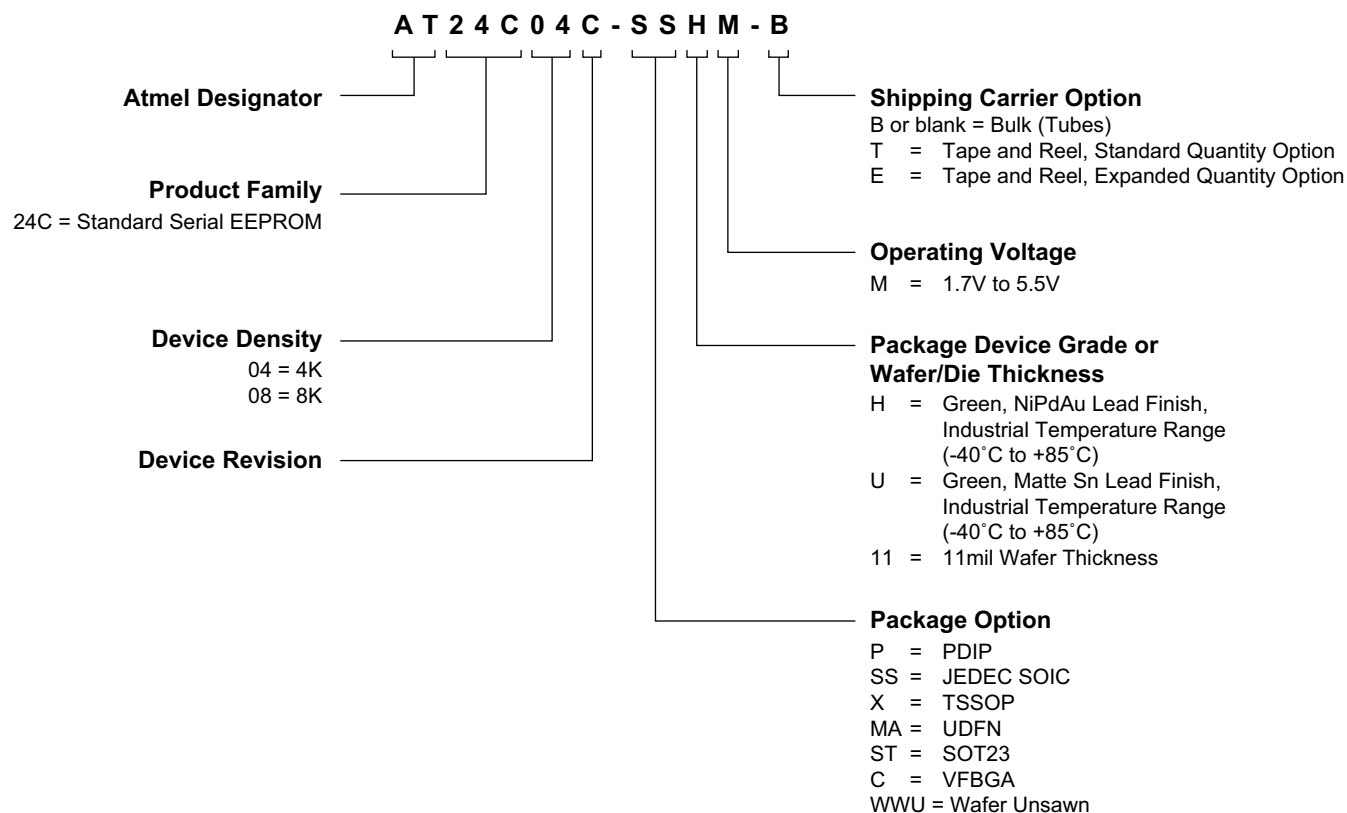 AT24C04C-SSHM-B
Atmel Designator
Product Family
24C = Standard Serial EEPROM
Device Density
04 = 4K
08 = 8K
Device Revision
Shipping Carrier Option
B or blank = Bulk (Tubes)
T = Tape and Reel, Standard Quantity Option
E = Tape and Reel, Expanded Quantity Option
Operating Voltage
M = 1.7V to 5.5V
Package Device Grade or
Wafer/Die Thickness
H = Green, NiPdAu Lead Finish,
Industrial Temperature Range
(-40˚C to +85˚C)
U = Green, Matte Sn Lead Finish,
Industrial Temperature Range
(-40˚C to +85˚C)
11 = 11mil Wafer Thickness
Package Option
P = PDIP
SS = JEDEC SOIC
X = TSSOP
MA = UDFN
ST = SOT23
C = VFBGA
WWU = Wafer Unsawn